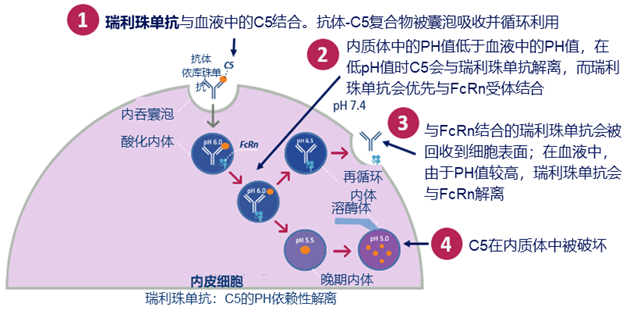 1 瑞利珠单抗与血液中的C5结合。抗体-C5复合物被囊泡吸收并循环利用
2 内质体中的PH值低于血液中的PH值，在
低pH值时C5会与瑞利珠单抗解离，而瑞利
珠单抗会优先与FcRn受体结合
抗体
C5
依库珠单
抗
pH 7.4
内吞囊泡
酸化内体
pH 6.0
FcRn
pH 6.5
3 与FcRn结合的瑞利珠单抗会被
回收到细胞表面；在血液中，
由于PH值较高，瑞利珠单抗会
与FcRn解离
再循环
内体
pH 6.0
溶酶体
pH 5.5
pH 5.0
4 C5在内质体中被破坏
内皮细胞
晚期内体
瑞利珠单抗：C5的PH依赖性解离